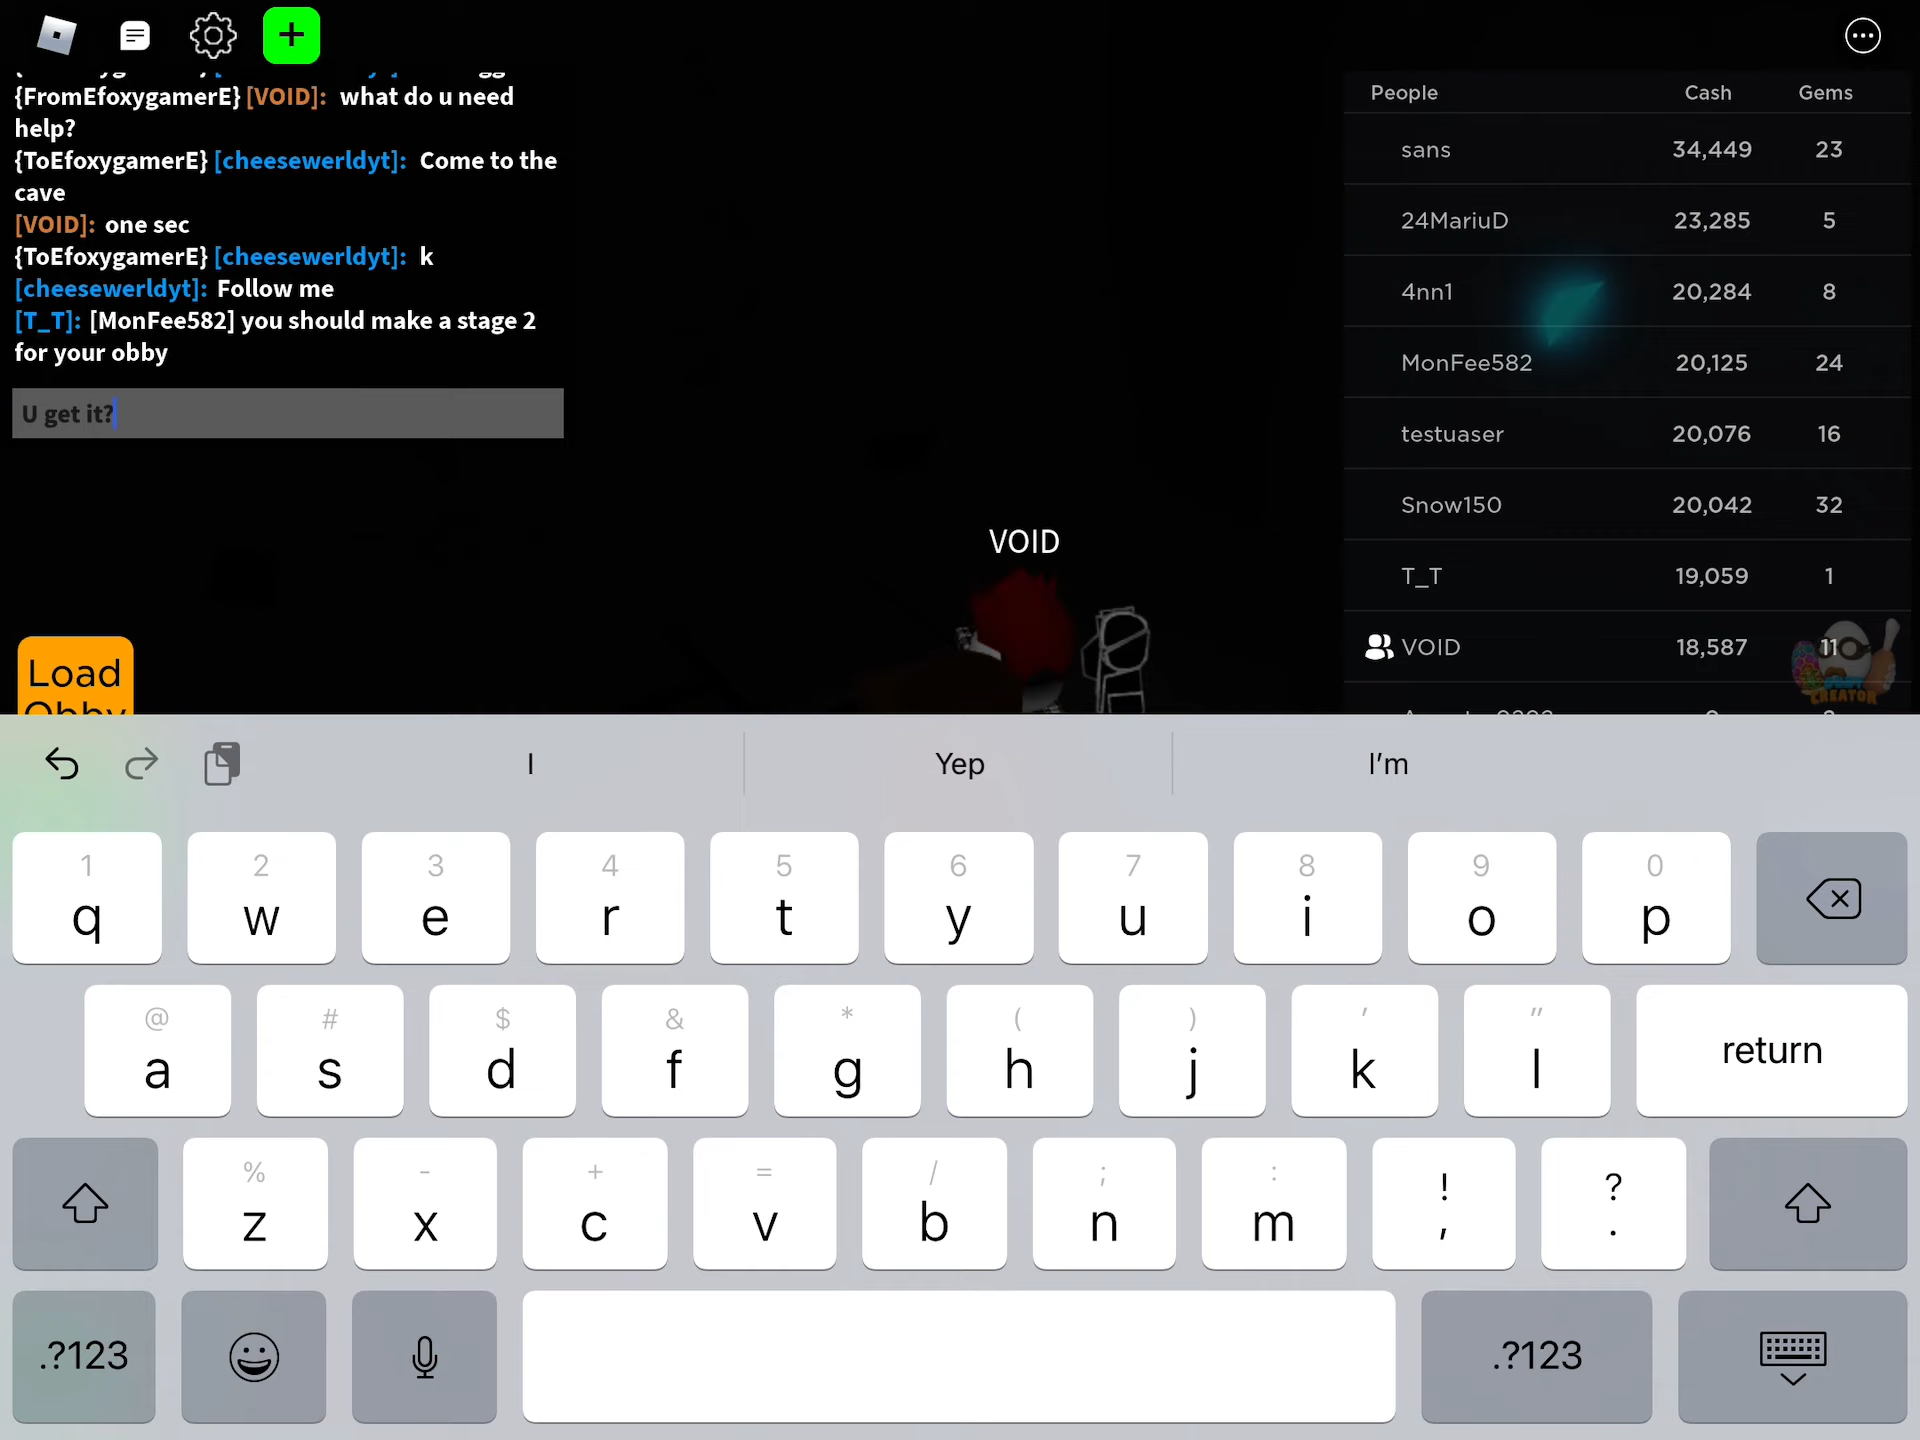 {FromEfoxygamerE} [VOID]: what do u need
help?
{ToEfoxygamerE} [cheesewerldyt]: Come to the
cave
[VOID]: one sec
{ToEfoxygamerE} [cheesewerldyt]: k
[cheesewerldyt]: Follow me
[T_T]: [MonFee582] you should make a stage 2
for your obby
U get it?
VOID
Load
Obby
People Cash Gems
sans 34,449 23
24MariuD 23,285 5
4nn1 20,284 8
MonFee582 20,125 24
testuaser 20,076 16
Snow150 20,042 32
T_T 19,059 1
VOID 18,587 11
CREATOR
I Yep I'm
1 2 3 4 5 6 7 8 9 0
q w e r t y u i o p
@ # $ & * ( ) ' "
a s d f g h j k l return
% - + = / ; : ! ?
z x c v b n m , .
.?123 .?123